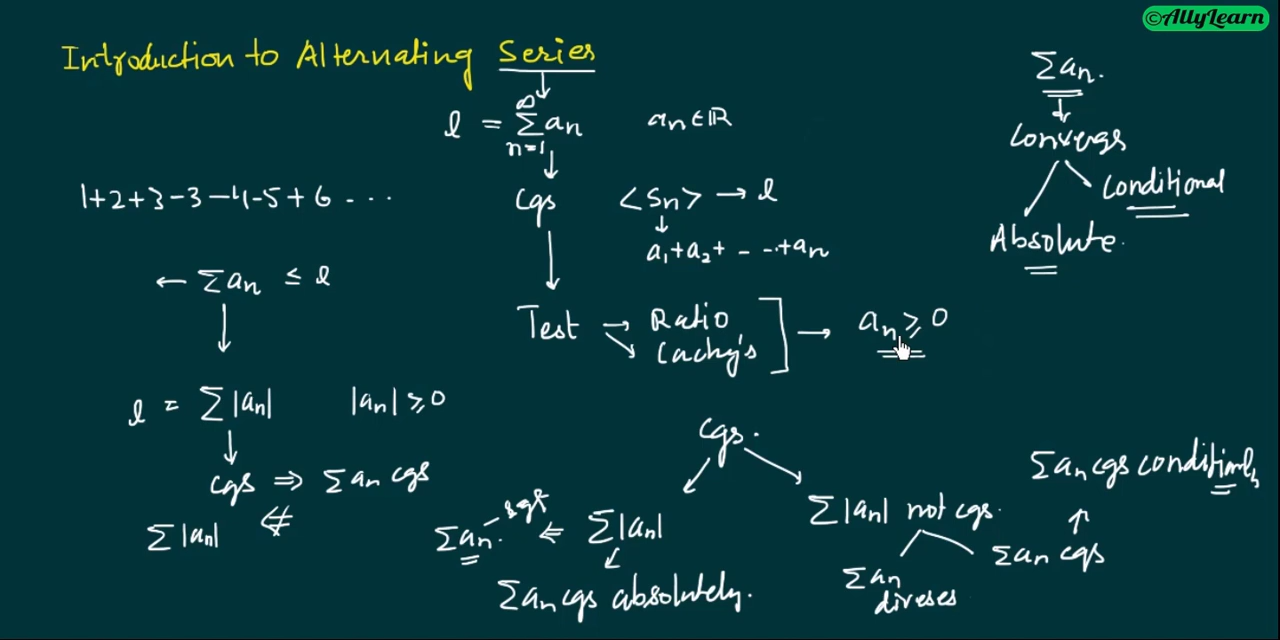 ©AllyLearn
Introduction to Alternating Series
l = ∞ Σ n=1 an an ∈ ℝ
Σan.
Converges
Conditional
Absolute.
1+2+3-3-4-5+6 ...
Cgs <Sn> → l
a1+a2+ - - ..+an
← Σan ≤ l
Test → Ratio
Cachy's
→ an ≥ 0
l = Σ|an| |an| ≥ 0
cgs ⇒ Σan cgs
Σ|an| ⇍
Cgs.
Σan. ⇐ Σ|an|
Σan cgs absolutely.
Σ|an| not cgs.
Σan
diverses
Σan cgs
↑
Σan cgs conditionally